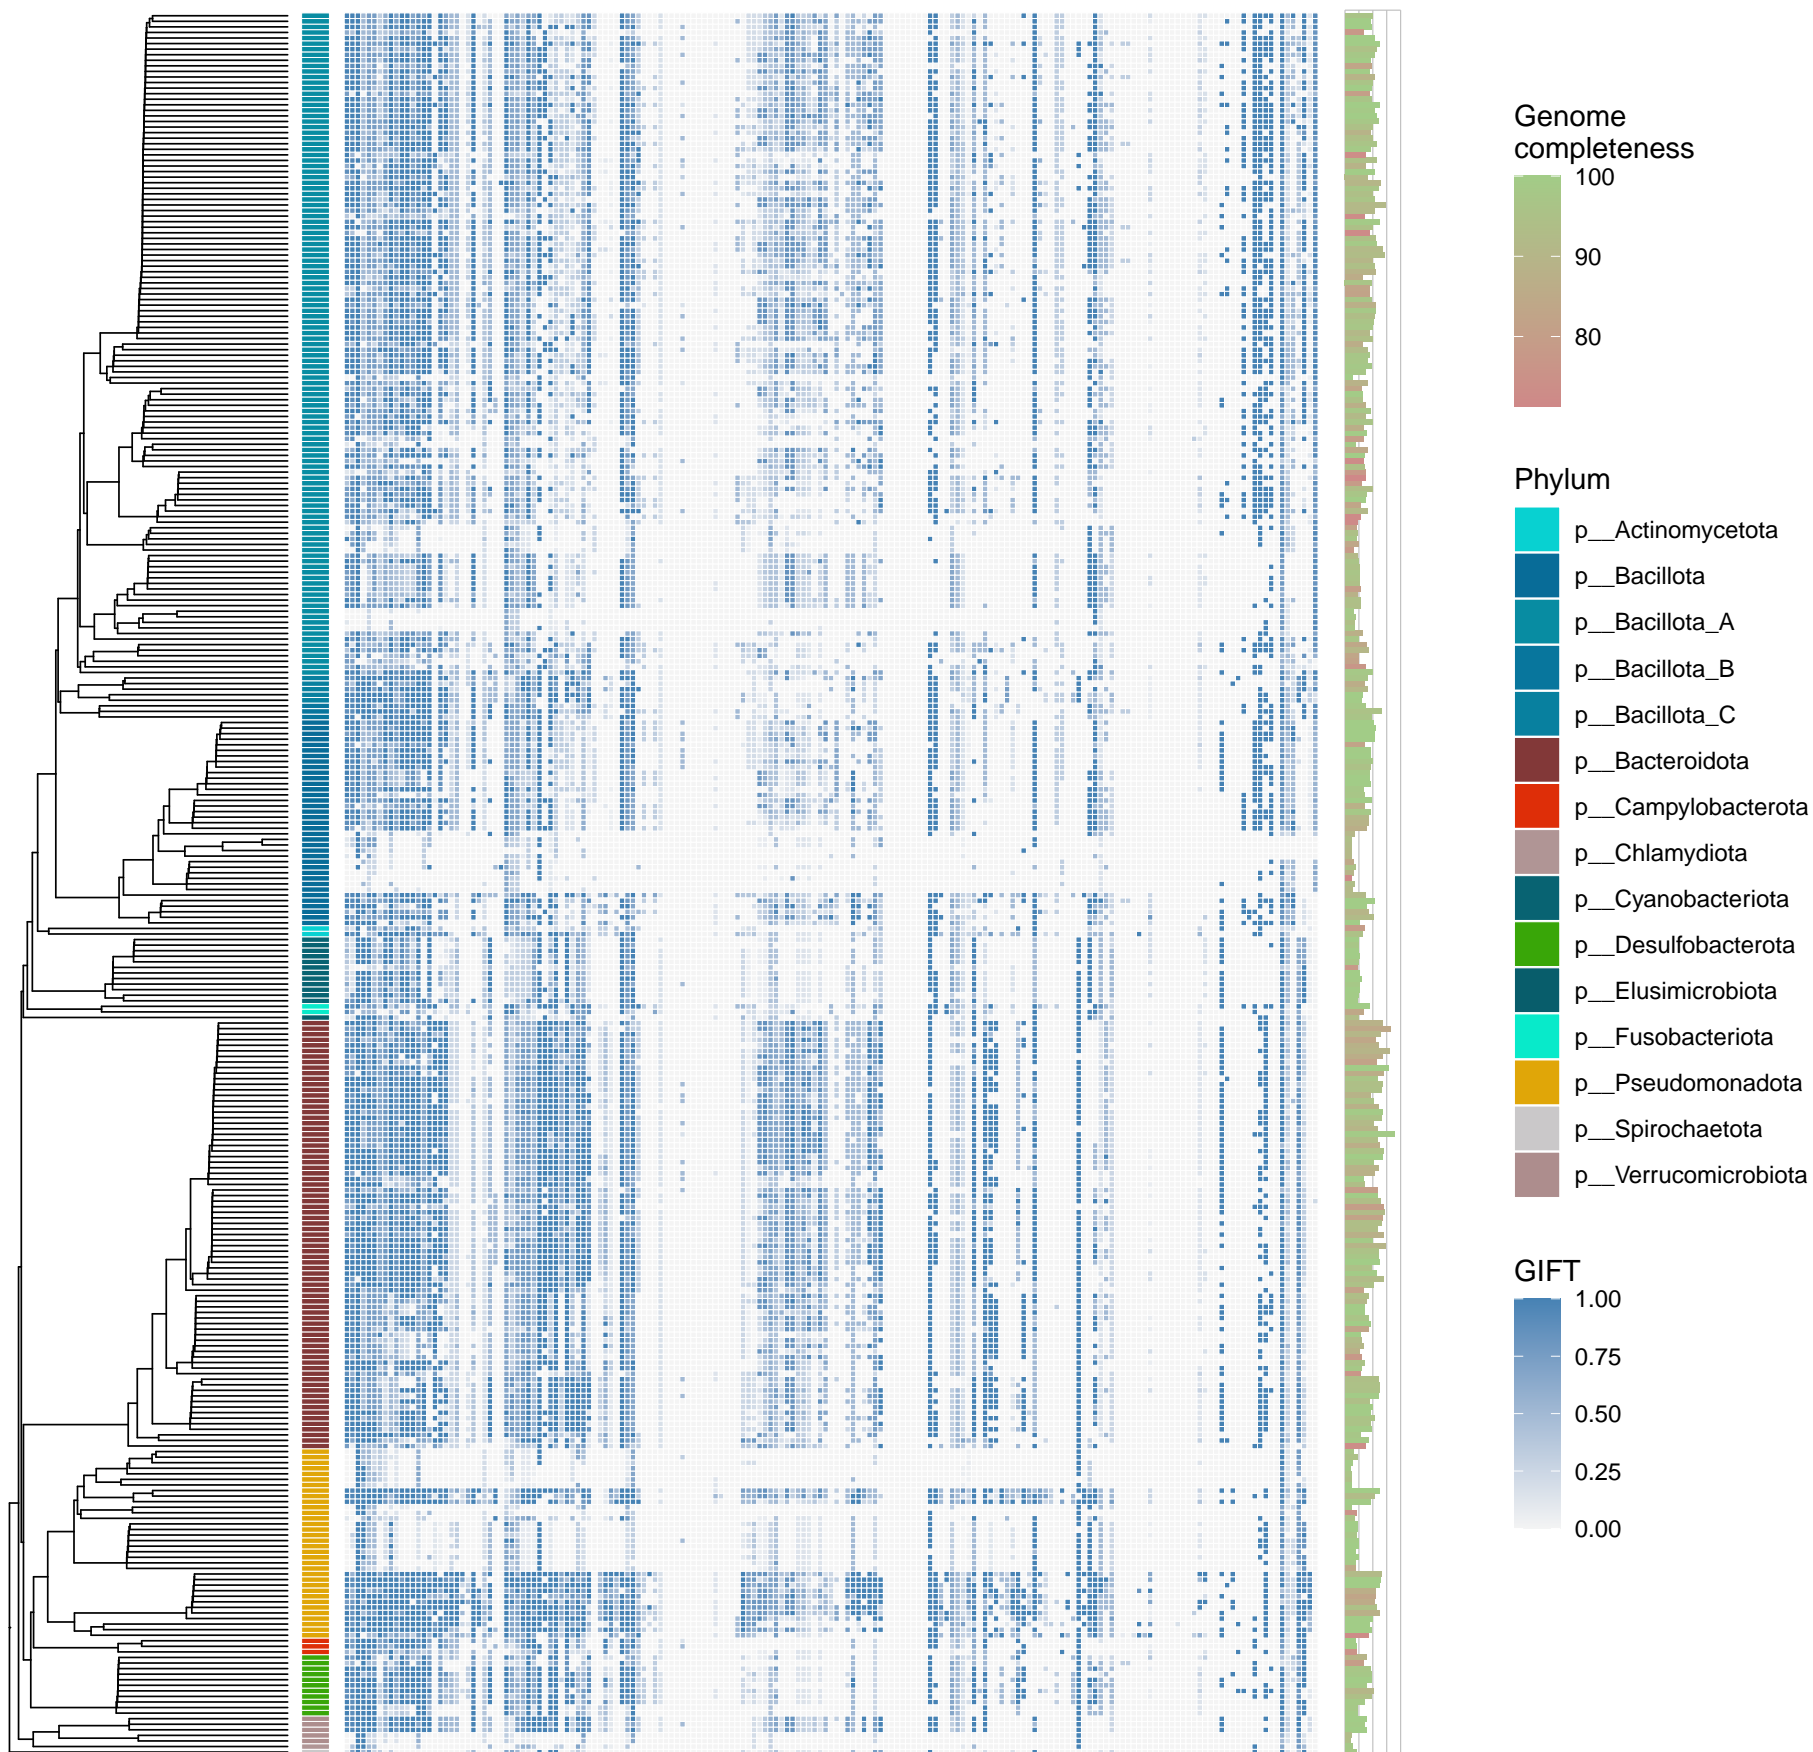 Genome
completeness
100
90
80
Phylum
p__Actinomycetota
p__Bacillota
p__Bacillota_A
p__Bacillota_B
p__Bacillota_C
p__Bacteroidota
p__Campylobacterota
p__Chlamydiota
p__Cyanobacteriota
p__Desulfobacterota
p__Elusimicrobiota
p__Fusobacteriota
p__Pseudomonadota
p__Spirochaetota
p__Verrucomicrobiota
GIFT
1.00
0.75
0.50
0.25
0.00